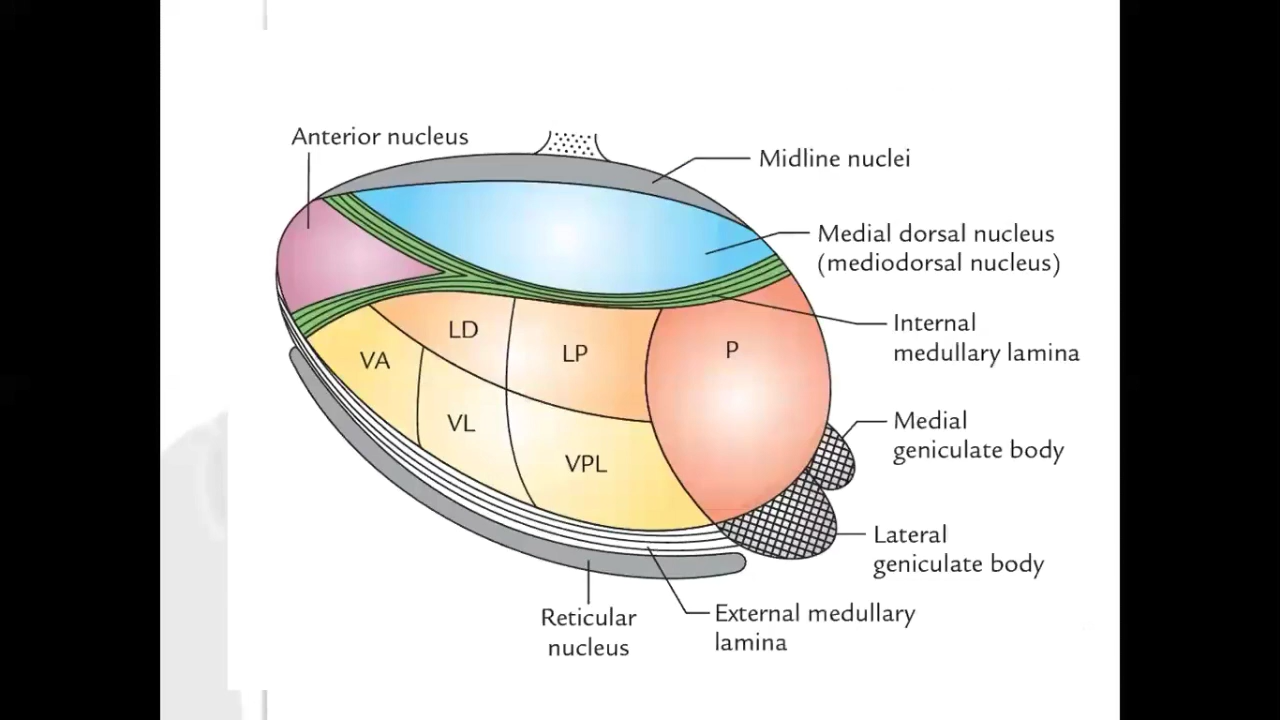 Anterior nucleus
Midline nuclei
Medial dorsal nucleus
(mediodorsal nucleus)
Internal
medullary lamina
LD
LP
P
VA
VL
VPL
Medial
geniculate body
Lateral
geniculate body
Reticular
nucleus
External medullary
lamina